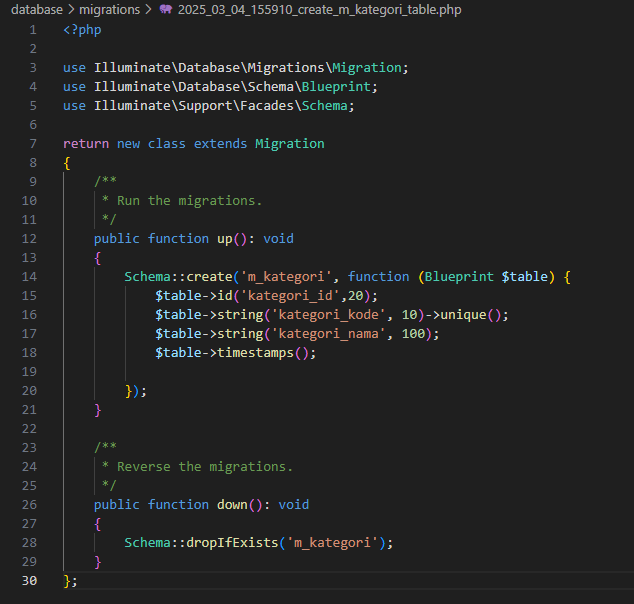 database > migrations > 2025_03_04_155910_create_m_kategori_table.php
1 <?php
2
3 use Illuminate\Database\Migrations\Migration;
4 use Illuminate\Database\Schema\Blueprint;
5 use Illuminate\Support\Facades\Schema;
6
7 return new class extends Migration
8 {
9     /**
10      * Run the migrations.
11      */
12     public function up(): void
13     {
14         Schema::create('m_kategori', function (Blueprint $table) {
15             $table->id('kategori_id',20);
16             $table->string('kategori_kode', 10)->unique();
17             $table->string('kategori_nama', 100);
18             $table->timestamps();
19
20         });
21     }
22
23     /**
24      * Reverse the migrations.
25      */
26     public function down(): void
27     {
28         Schema::dropIfExists('m_kategori');
29     }
30 };